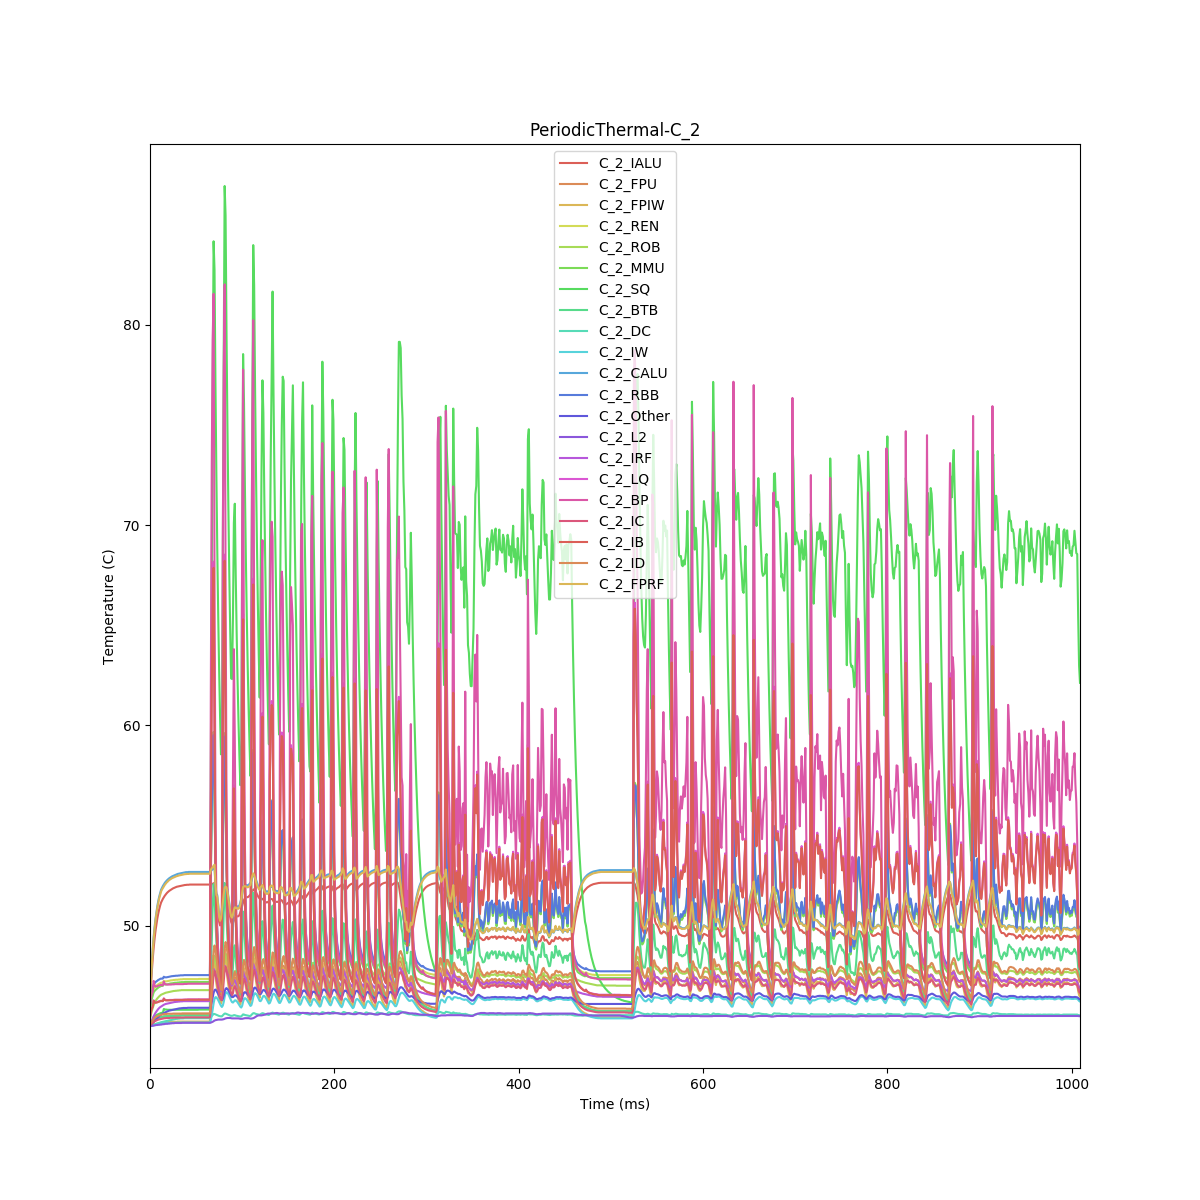 PeriodicThermal-C_2
C_2_IALU
C_2_FPU
C_2_FPIW
C_2_REN
C_2_ROB
C_2_MMU
C_2_SQ
C_2_BTB
C_2_DC
C_2_IW
C_2_CALU
C_2_RBB
C_2_Other
C_2_L2
C_2_IRF
C_2_LQ
C_2_BP
C_2_IC
C_2_IB
C_2_ID
C_2_FPRF
Temperature (C)
80
70
60
50
0 200 400 600 800 1000
Time (ms)